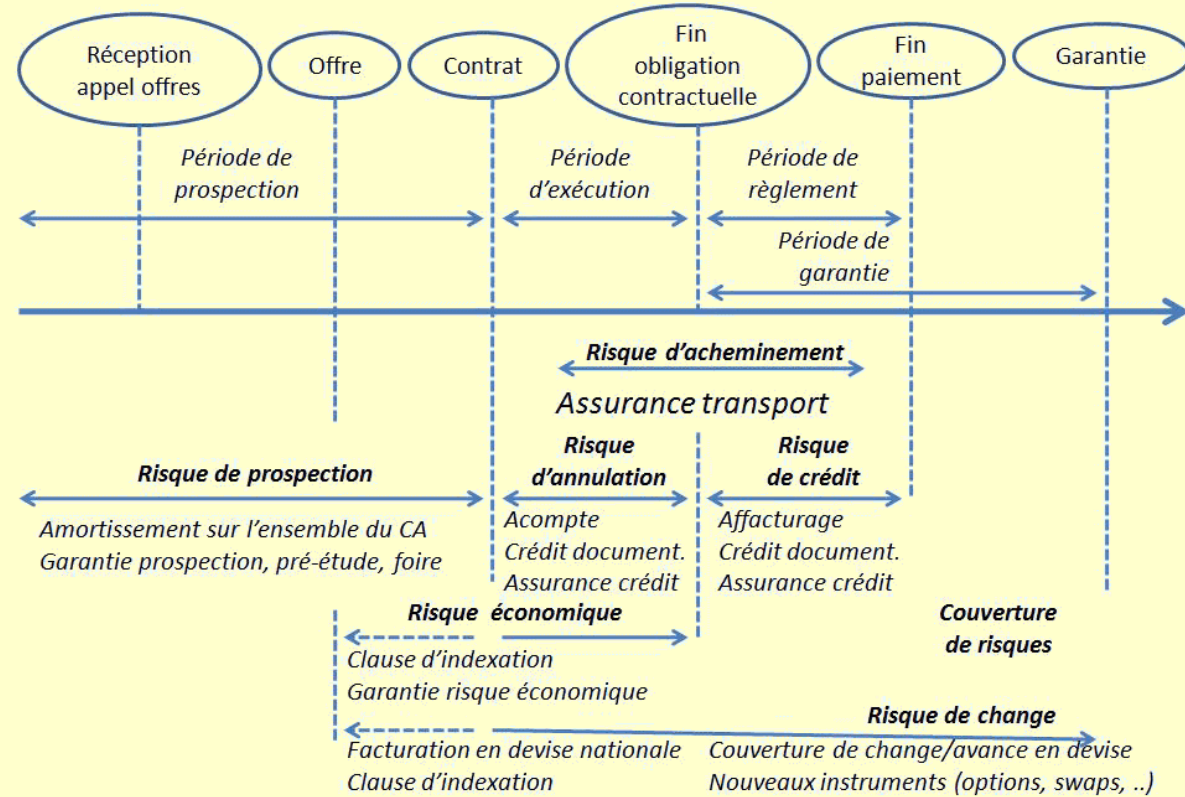 Réception
appel offres
Offre
Contrat
Fin
obligation
contractuelle
Fin
paiement
Garantie
Période de
prospection
Période
d'exécution
Période de
règlement
Période de
garantie
Risque d'acheminement
Assurance transport
Risque de prospection
Amortissement sur l'ensemble du CA
Garantie prospection, pré-étude, foire
Risque
d'annulation
Acompte
Crédit document.
Assurance crédit
Risque
de crédit
Affacturage
Crédit document.
Assurance crédit
Risque économique
Clause d'indexation
Garantie risque économique
Couverture
de risques
Risque de change
Facturation en devise nationale
Clause d'indexation
Couverture de change/avance en devise
Nouveaux instruments (options, swaps, ..)